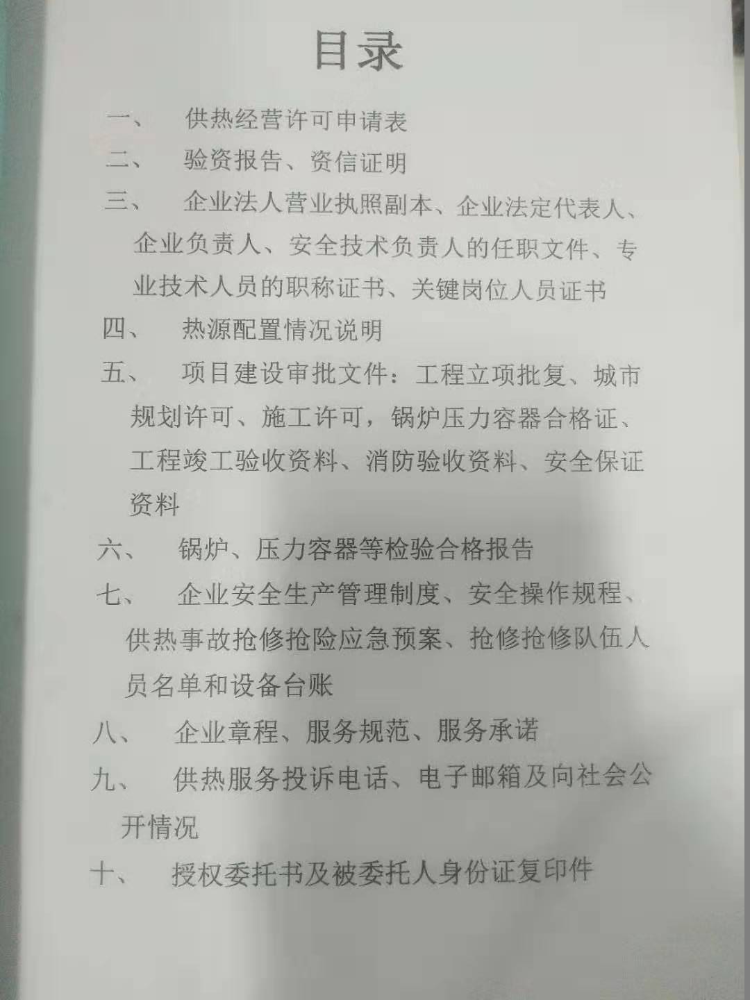 目录
一、 供热经营许可申请表
二、 验资报告、资信证明
三、 企业法人营业执照副本、企业法定代表人、
企业负责人、安全技术负责人的任职文件、专
业技术人员的职称证书、关键岗位人员证书
四、 热源配置情况说明
五、 项目建设审批文件：工程立项批复、城市
规划许可、施工许可，锅炉压力容器合格证、
工程竣工验收资料、消防验收资料、安全保证
资料
六、 锅炉、压力容器等检验合格报告
七、 企业安全生产管理制度、安全操作规程、
供热事故抢修抢险应急预案、抢修抢修队伍人
员名单和设备台账
八、 企业章程、服务规范、服务承诺
九、 供热服务投诉电话、电子邮箱及向社会公
开情况
十、 授权委托书及被委托人身份证复印件